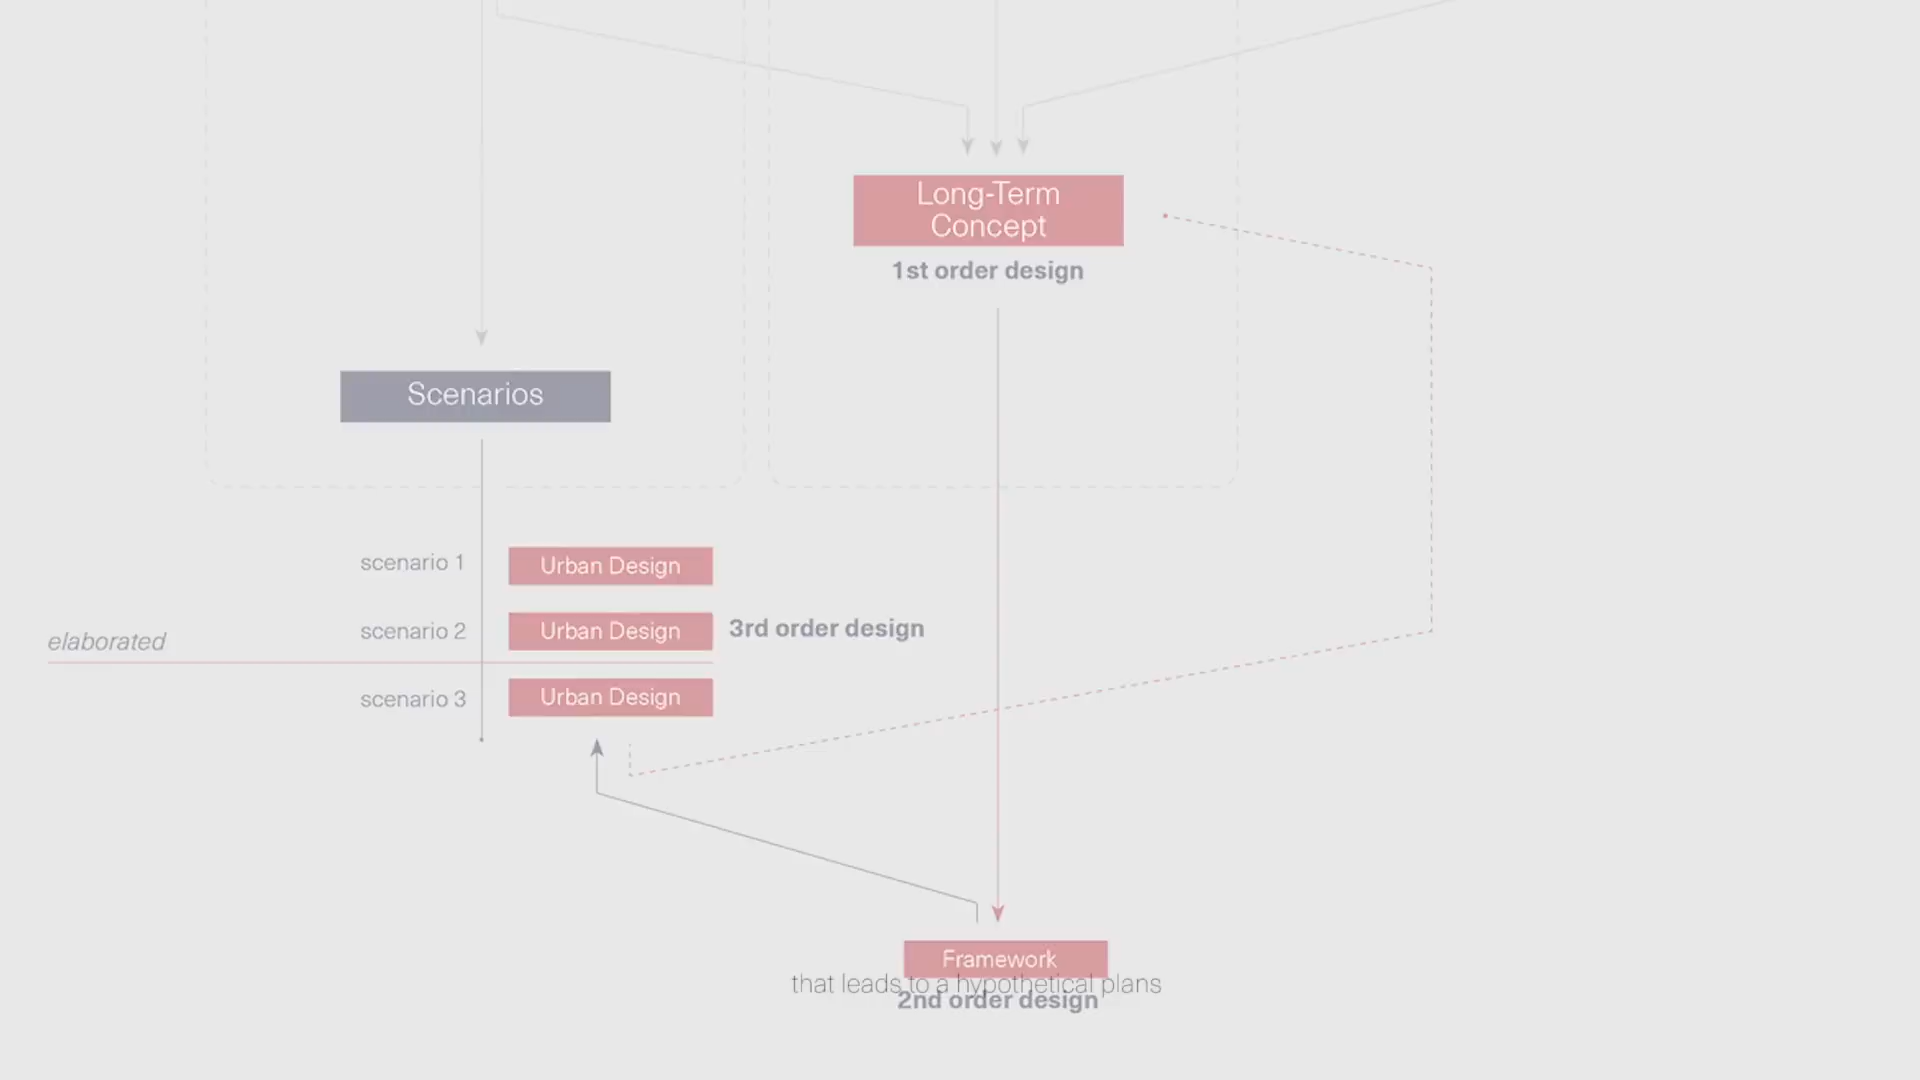 Long-Term
Concept
1st order design
Scenarios
scenario 1
Urban Design
elaborated
scenario 2
Urban Design
3rd order design
scenario 3
Urban Design
Framework
that leads to a hypothetical plans
2nd order design